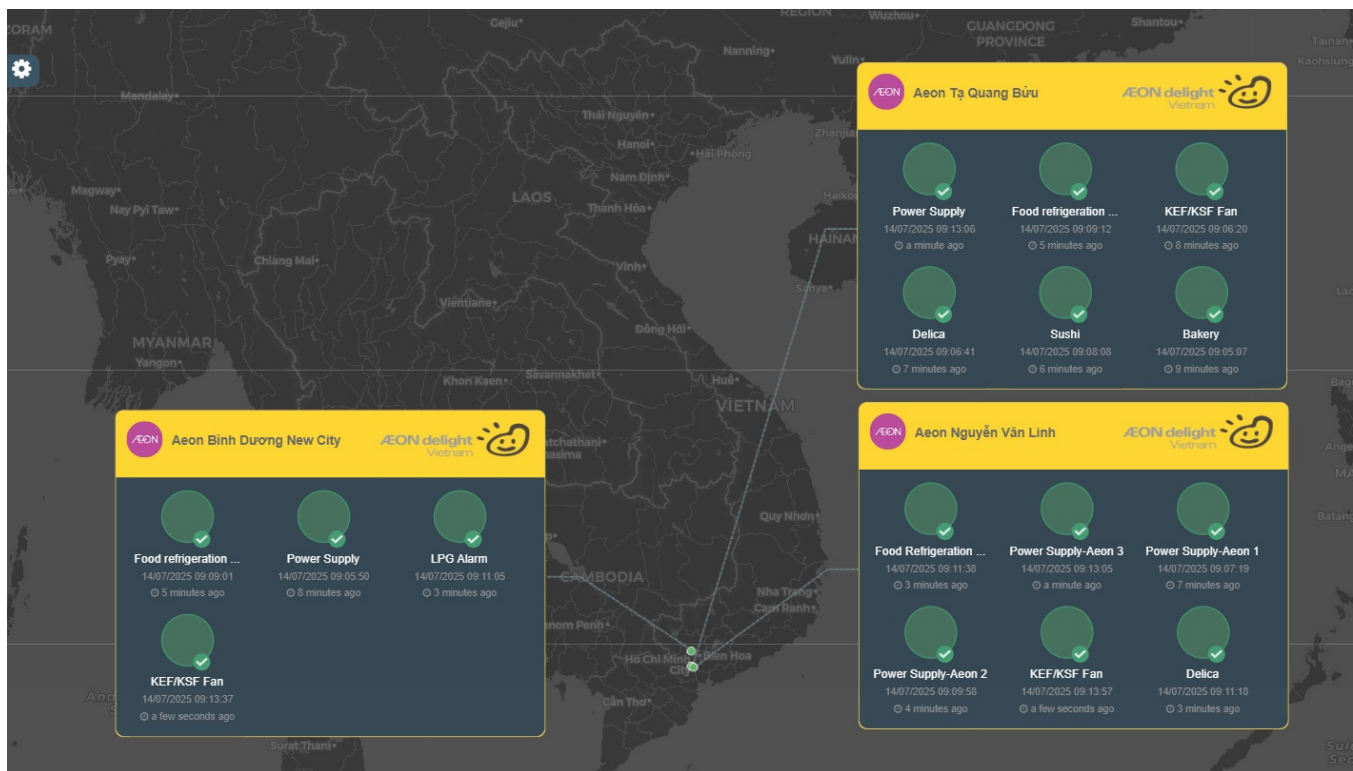 ZORAM
Gejiu
REGION
Wuzhou
GUANGDONG
PROVINCE
Shantou
Tainan
Kaohsiung
Nanning
Yulin
Mandalay
Thái Nguyên
Hanoi
Hải Phòng
Nam Định
Zhanjia
Magway
Nay Pyi Taw
LAOS
Thanh Hóa
Haiko
HAINAN
Pyay
Chiang Mai
Vinh
Sanya
Vientiane
MYANMAR
Yangon
Đồng Hới
Khon Kaen
Savannakhet
Huế
VIETNAM
Quy Nhơn
CAMBODIA
Nha Trang
Cam Ranh
Ho Chi Minh
City
Bien Hoa
Cần Thơ
Surat Thani
AEON
Aeon Tạ Quang Bửu
ÆON delight
Vietnam
Power Supply
14/07/2025 09:13:06
a minute ago
Food refrigeration ...
14/07/2025 09:09:12
5 minutes ago
KEF/KSF Fan
14/07/2025 09:06:20
8 minutes ago
Delica
14/07/2025 09:06:41
7 minutes ago
Sushi
14/07/2025 09:08:08
6 minutes ago
Bakery
14/07/2025 09:05:07
9 minutes ago
ÆON
Aeon Bình Dương New City
ÆON delight
Vietnam
Food refrigeration ...
14/07/2025 09:09:01
5 minutes ago
Power Supply
14/07/2025 09:05:50
8 minutes ago
LPG Alarm
14/07/2025 09:11:05
3 minutes ago
KEF/KSF Fan
14/07/2025 09:13:37
a few seconds ago
ÆON
Aeon Nguyễn Văn Linh
ÆON delight
Vietnam
Food Refrigeration ...
14/07/2025 09:11:38
3 minutes ago
Power Supply-Aeon 3
14/07/2025 09:13:05
a minute ago
Power Supply-Aeon 1
14/07/2025 09:07:19
7 minutes ago
Power Supply-Aeon 2
14/07/2025 09:09:58
4 minutes ago
KEF/KSF Fan
14/07/2025 09:13:57
a few seconds ago
Delica
14/07/2025 09:11:18
3 minutes ago